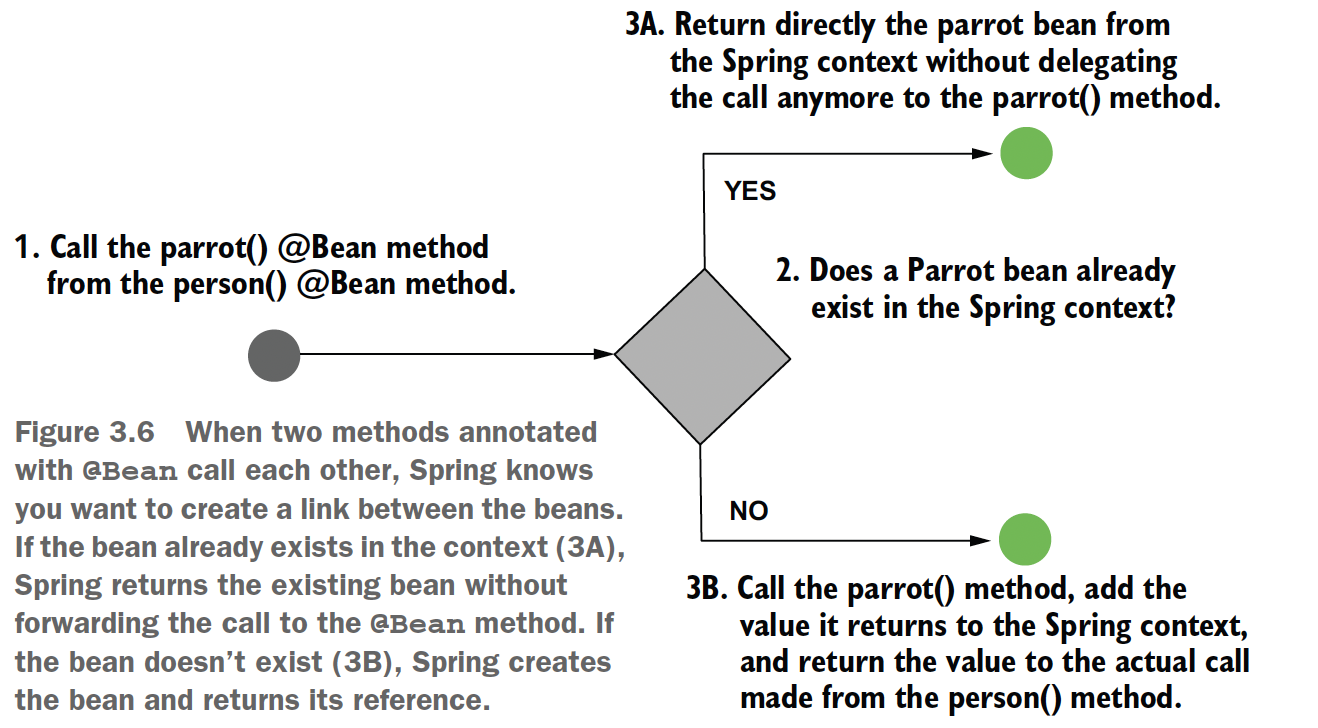 3A. Return directly the parrot bean from
the Spring context without delegating
the call anymore to the parrot() method.
YES
1. Call the parrot() @Bean method
from the person() @Bean method.
2. Does a Parrot bean already
exist in the Spring context?
Figure 3.6 When two methods annotated
with @Bean call each other, Spring knows
you want to create a link between the beans.
If the bean already exists in the context (3A),
Spring returns the existing bean without
forwarding the call to the @Bean method. If
the bean doesn’t exist (3B), Spring creates
the bean and returns its reference.
NO
3B. Call the parrot() method, add the
value it returns to the Spring context,
and return the value to the actual call
made from the person() method.